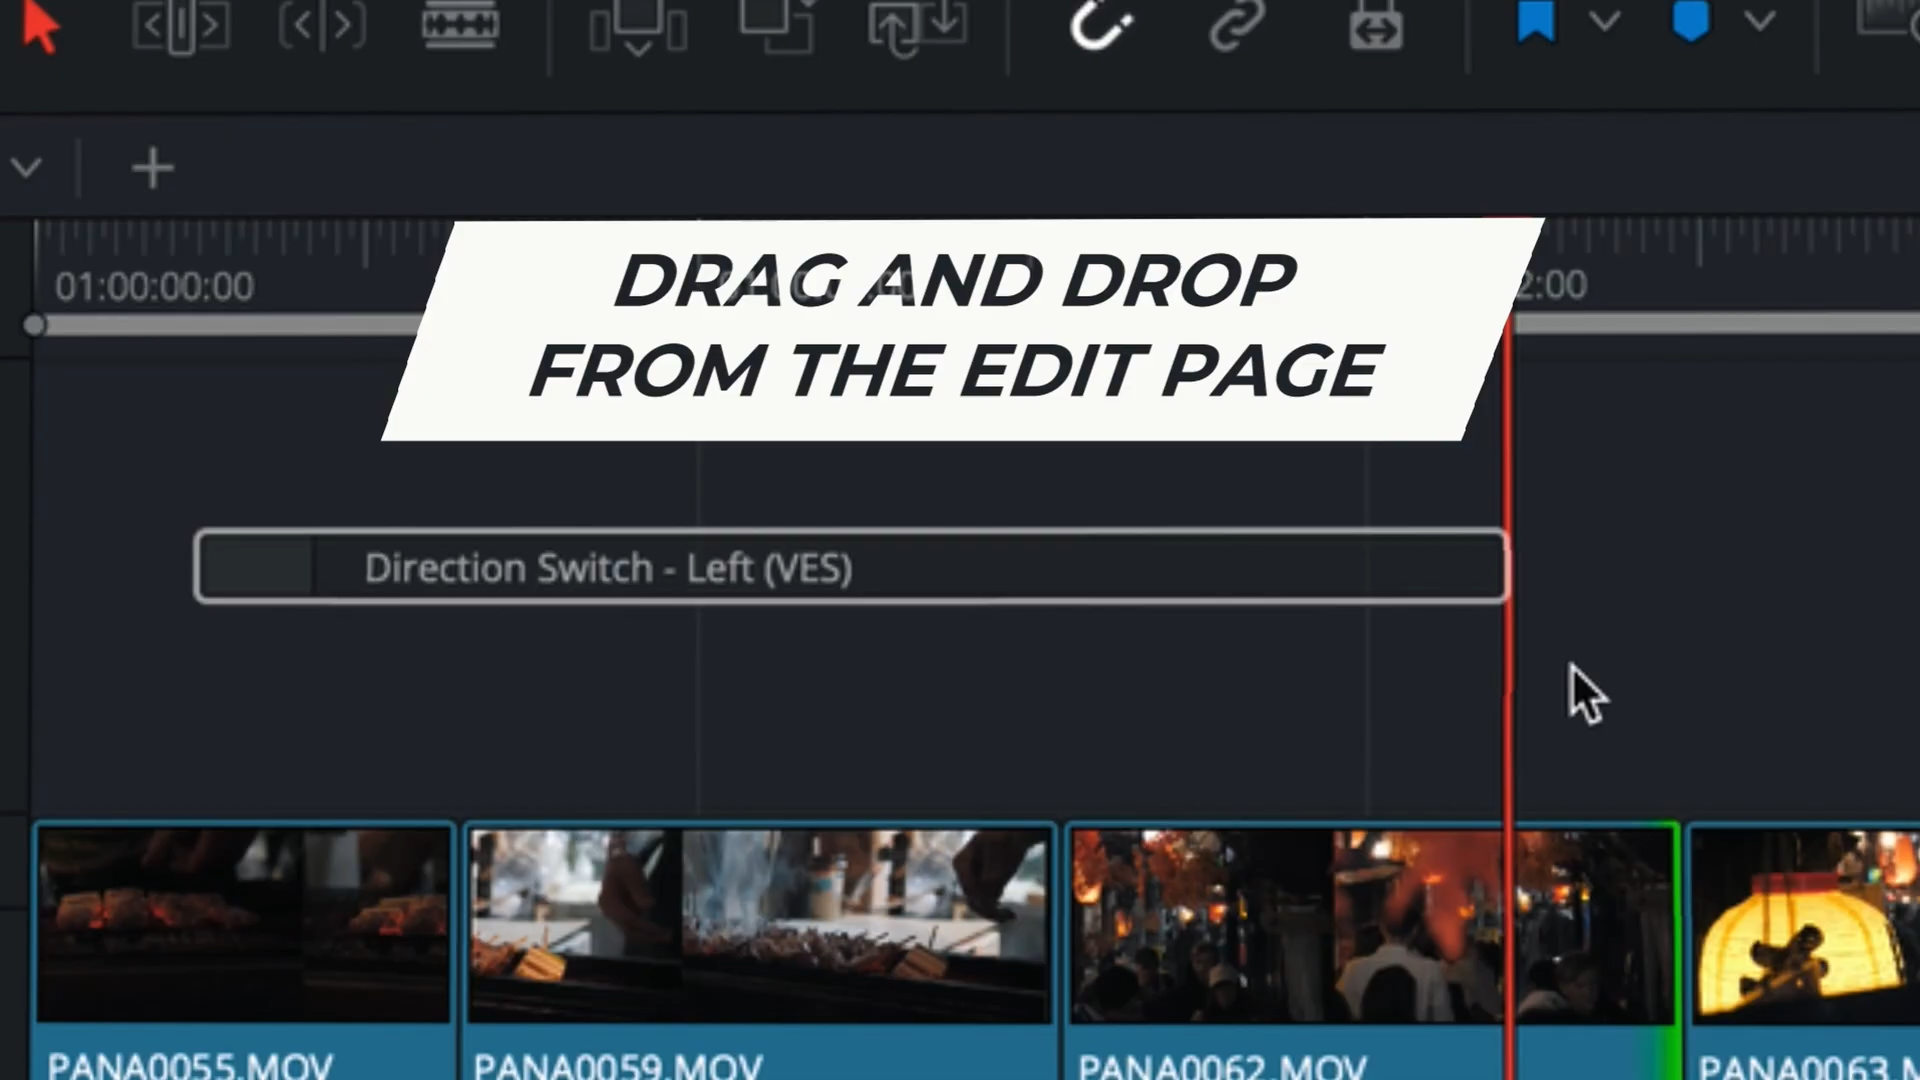 01:00:00:00
2:00
DRAG AND DROP
FROM THE EDIT PAGE
Direction Switch - Left (VES)
PANA0055.MOV
PANA0059.MOV
PANA0062.MOV
PANA0063.M